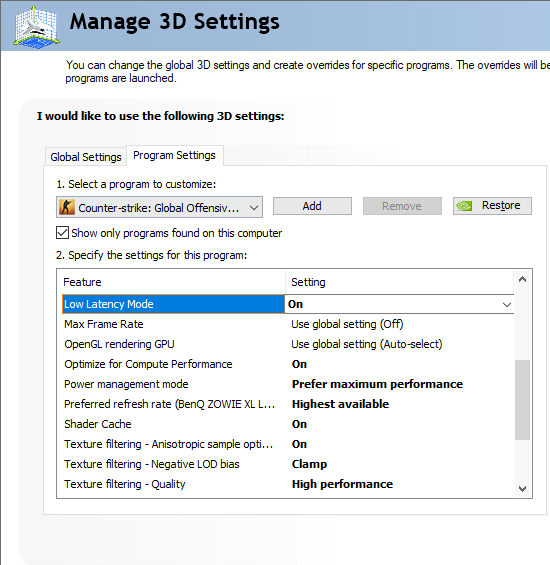 Manage 3D Settings
You can change the global 3D settings and create overrides for specific programs. The overrides will be
programs are launched.
I would like to use the following 3D settings:
Global Settings Program Settings
1. Select a program to customize:
Counter-strike: Global Offensiv... Add Remove Restore
Show only programs found on this computer
2. Specify the settings for this program:
Feature Setting
Low Latency Mode On
Max Frame Rate Use global setting (Off)
OpenGL rendering GPU Use global setting (Auto-select)
Optimize for Compute Performance On
Power management mode Prefer maximum performance
Preferred refresh rate (BenQ ZOWIE XL L... Highest available
Shader Cache On
Texture filtering - Anisotropic sample opti... On
Texture filtering - Negative LOD bias Clamp
Texture filtering - Quality High performance